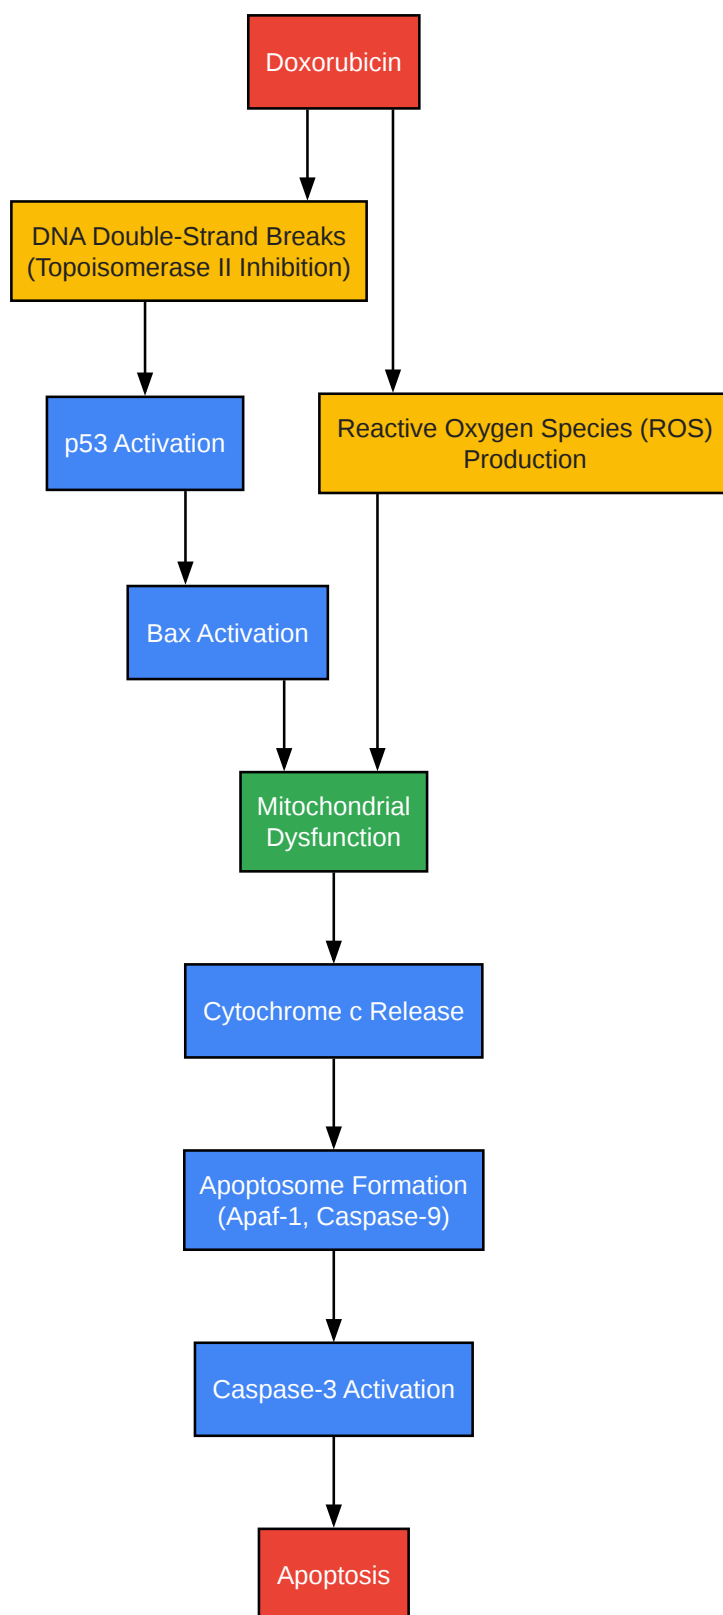 Doxorubicin
DNA Double-Strand Breaks
(Topoisomerase II Inhibition)
Reactive Oxygen Species (ROS)
Production
p53 Activation
Bax Activation
Mitochondrial
Dysfunction
Cytochrome c Release
Apoptosome Formation
(Apaf-1, Caspase-9)
Caspase-3 Activation
Apoptosis